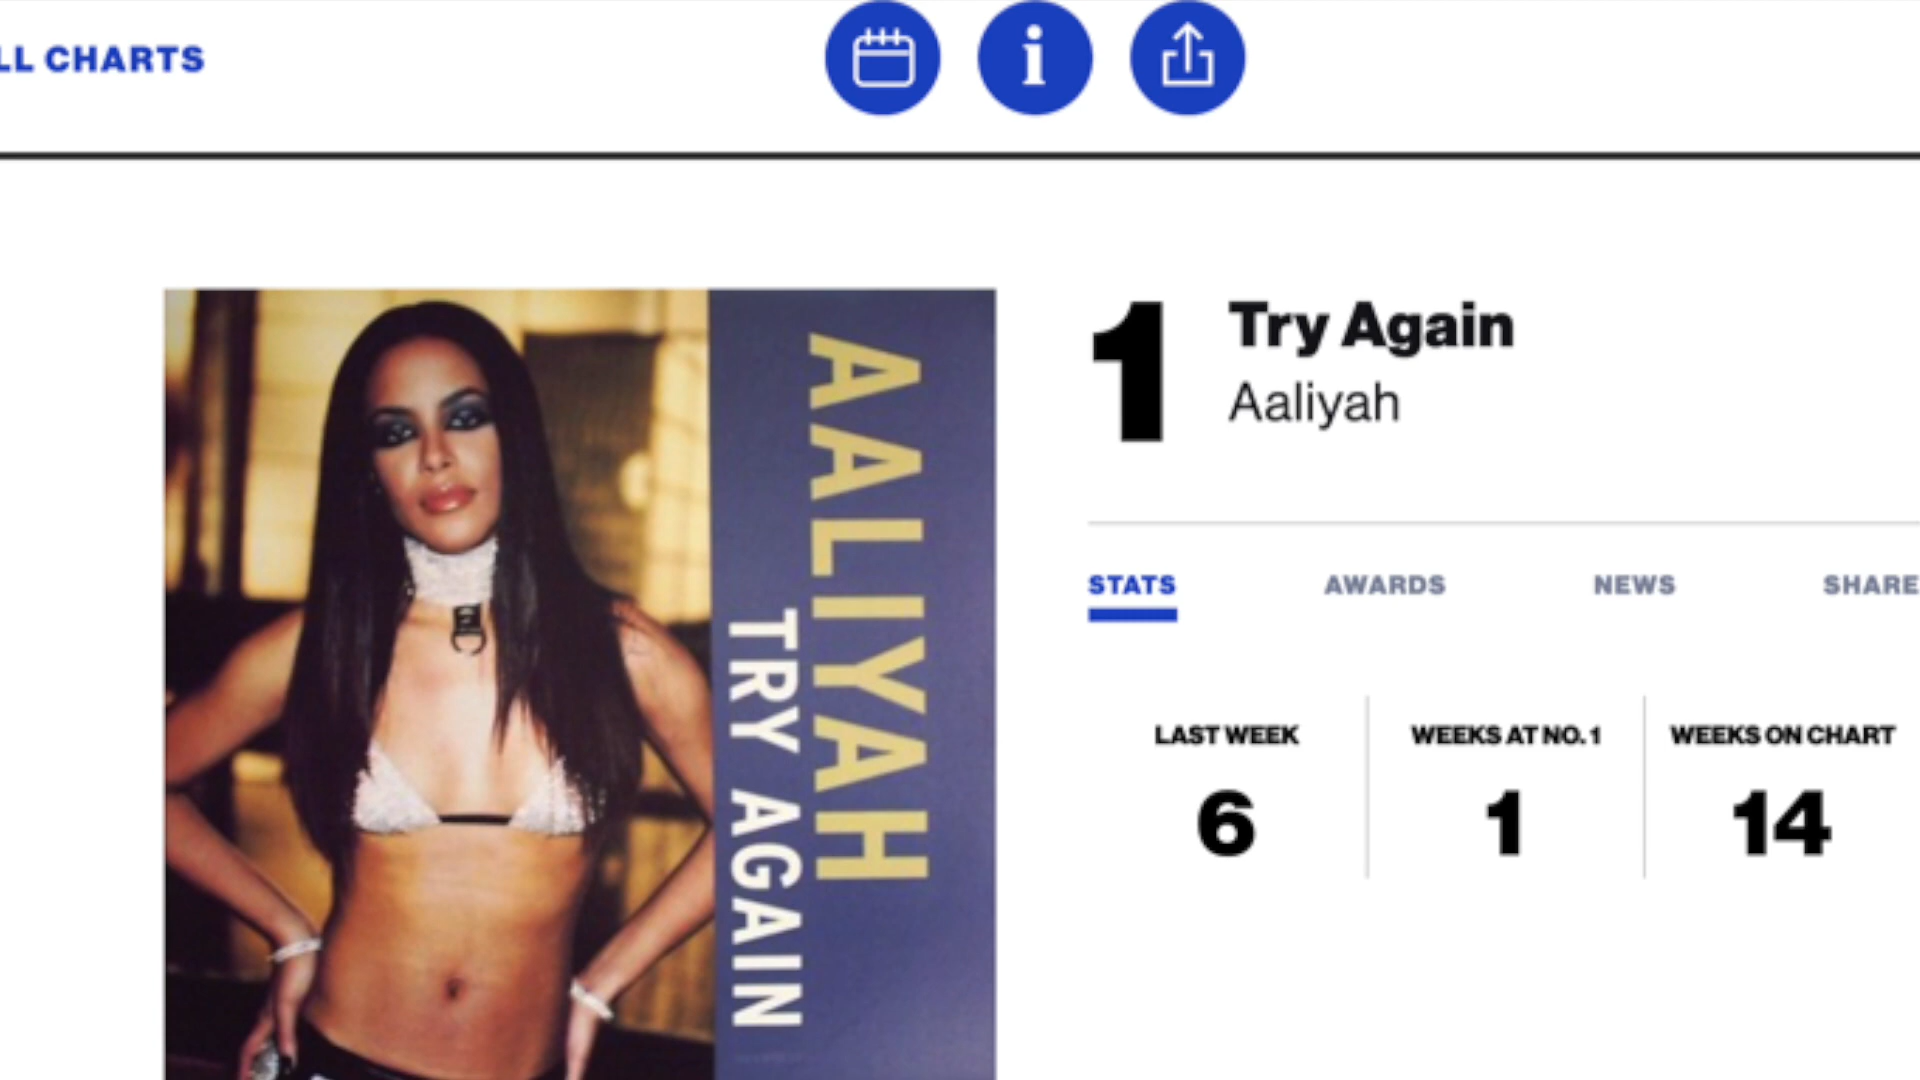 LL CHARTS
i
AALIYAH
TRY AGAIN
1
Try Again
Aaliyah
STATS AWARDS NEWS SHARE
LAST WEEK WEEKS AT NO. 1 WEEKS ON CHART
6 1 14